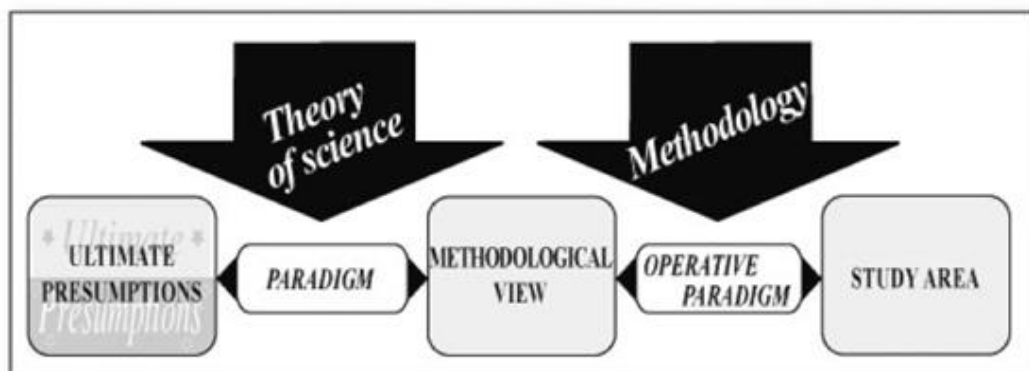 Theory
of science
Methodology
Ultimate
ULTIMATE
PRESUMPTIONS
Presumptions
PARADIGM
METHODOLOGICAL
VIEW
OPERATIVE
PARADIGM
STUDY AREA